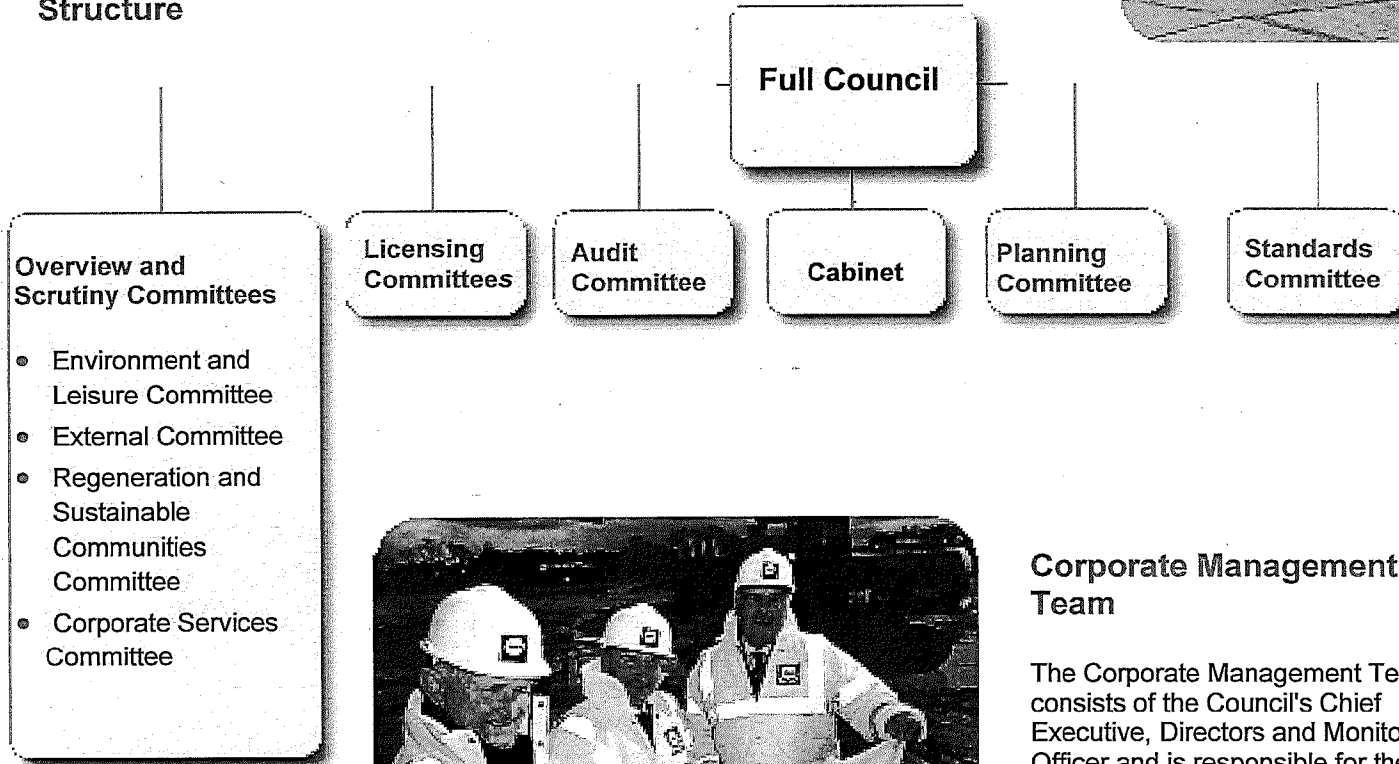 Structure
Full Council
Overview and
Scrutiny Committees
Environment and
Leisure Committee
External Committee
Regeneration and
Sustainable
Communities
Committee
Corporate Services
Committee
Licensing
Committees
Audit
Committee
Cabinet
Planning
Committee
Standards
Committee
Corporate Management
Team
The Corporate Management Te
consists of the Council's Chief
Executive, Directors and Monito
Officer and is responsible for the